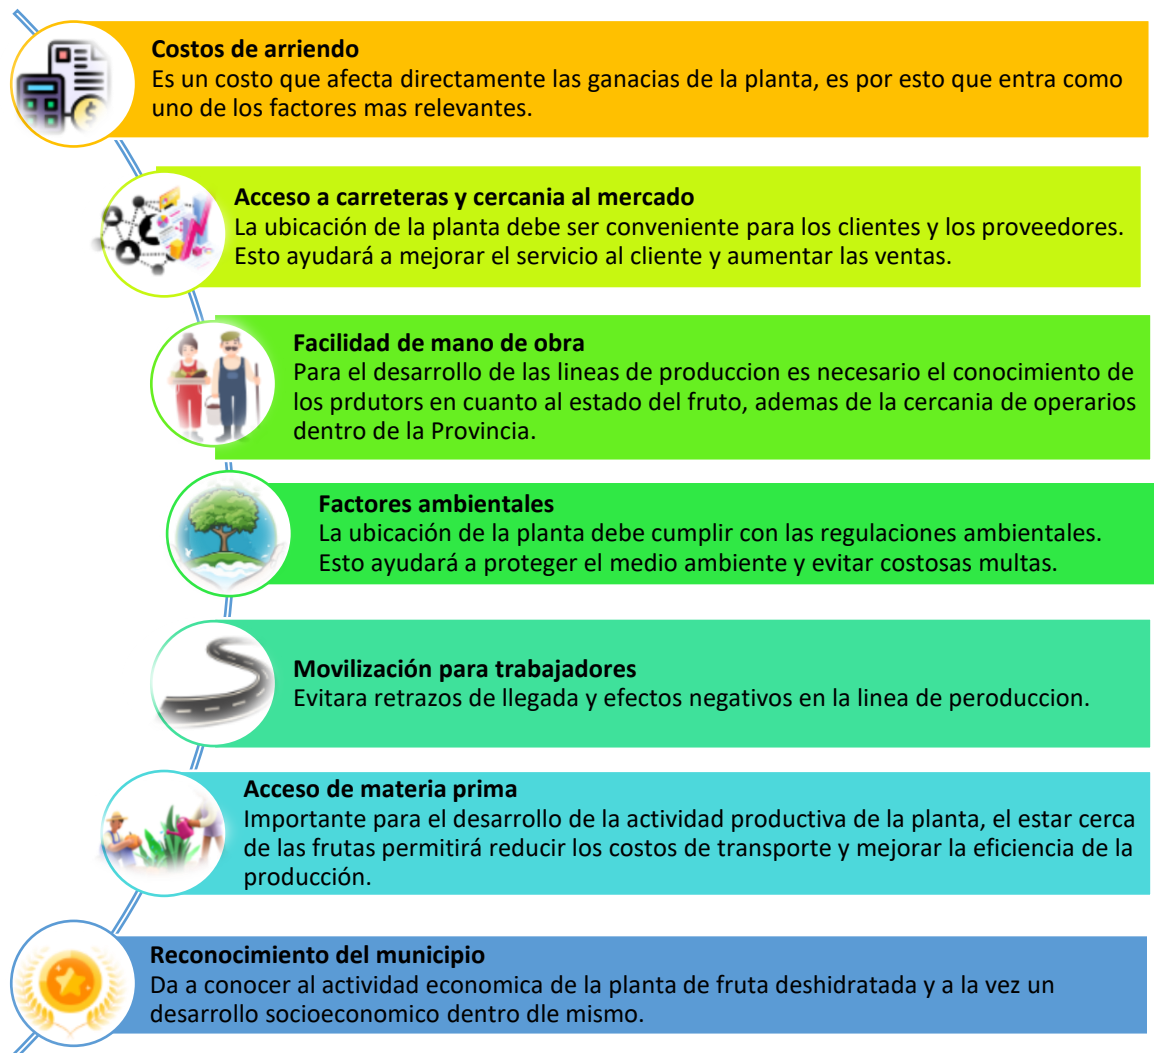 Costos de arriendo
Es un costo que afecta directamente las ganacias de la planta, es por esto que entra como
uno de los factores mas relevantes.
Acceso a carreteras y cercania al mercado
La ubicación de la planta debe ser conveniente para los clientes y los proveedores.
Esto ayudará a mejorar el servicio al cliente y aumentar las ventas.
Facilidad de mano de obra
Para el desarrollo de las lineas de produccion es necesario el conocimiento de
los prdutors en cuanto al estado del fruto, ademas de la cercania de operarios
dentro de la Provincia.
Factores ambientales
La ubicación de la planta debe cumplir con las regulaciones ambientales.
Esto ayudará a proteger el medio ambiente y evitar costosas multas.
Movilización para trabajadores
Evitara retrazos de llegada y efectos negativos en la linea de peroduccion.
Acceso de materia prima
Importante para el desarrollo de la actividad productiva de la planta, el estar cerca
de las frutas permitirá reducir los costos de transporte y mejorar la eficiencia de la
producción.
Reconocimiento del municipio
Da a conocer al actividad economica de la planta de fruta deshidratada y a la vez un
desarrollo socioeconomico dentro dle mismo.